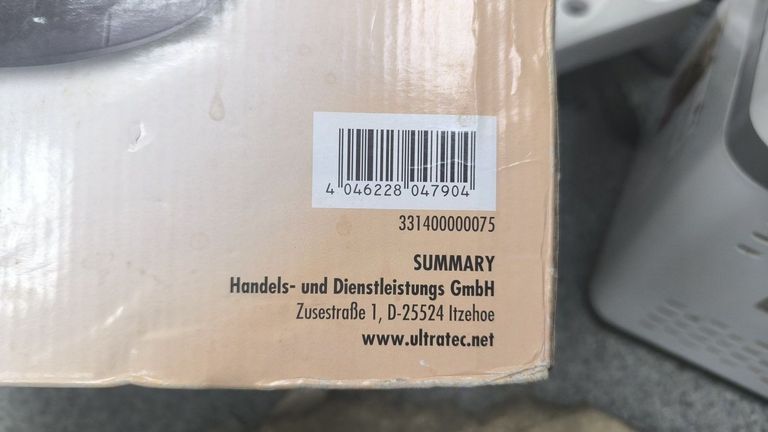 4 046228 047904
331400000075
SUMMARY
Handels- und Dienstleistungs GmbH
Zusestraße 1, D-25524 Itzehoe
www.ultratec.net